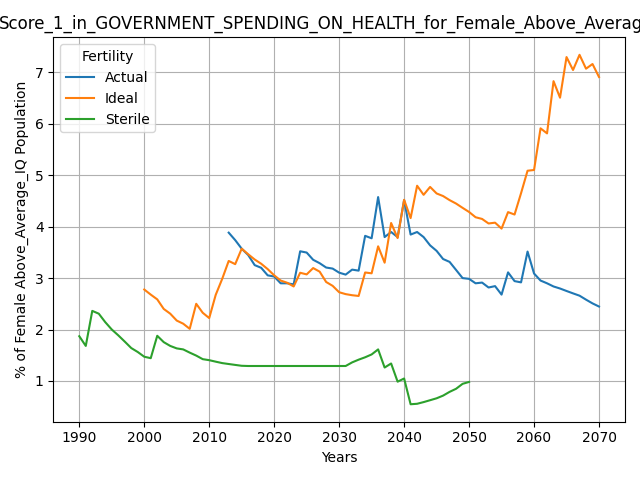 Score_1_in_GOVERNMENT_SPENDING_ON_HEALTH_for_Female_Above_Averag
Fertility
Actual
Ideal
Sterile
% of Female Above_Average_IQ Population
7
6
5
4
3
2
1
1990 2000 2010 2020 2030 2040 2050 2060 2070
Years